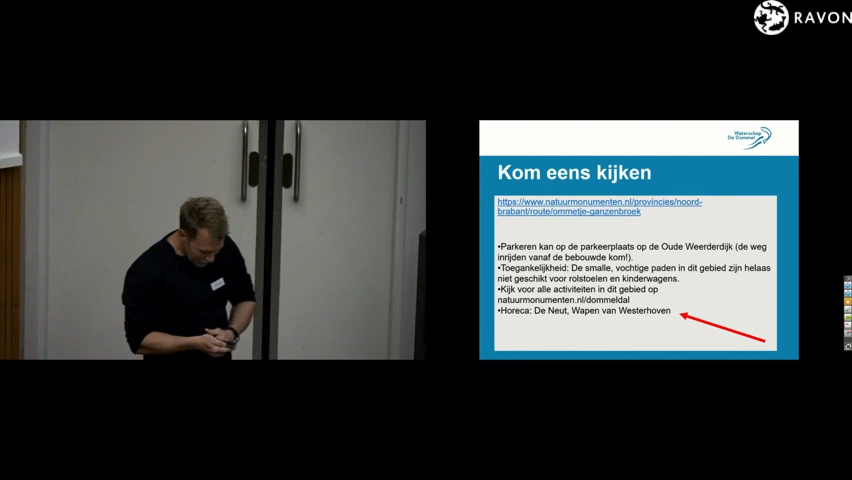 RAVON
Waterschap
De Dommel
Kom eens kijken
https://www.natuurmonumenten.nl/provincies/noord-
brabant/route/ommetje-ganzenbroek
•Parkeren kan op de parkeerplaats op de Oude Weerderdijk (de weg
inrijden vanaf de bebouwde kom!).
•Toegankelijkheid: De smalle, vochtige paden in dit gebied zijn helaas
niet geschikt voor rolstoelen en kinderwagens.
•Kijk voor alle activiteiten in dit gebied op
natuurmonumenten.nl/dommeldal
•Horeca: De Neut, Wapen van Westerhoven